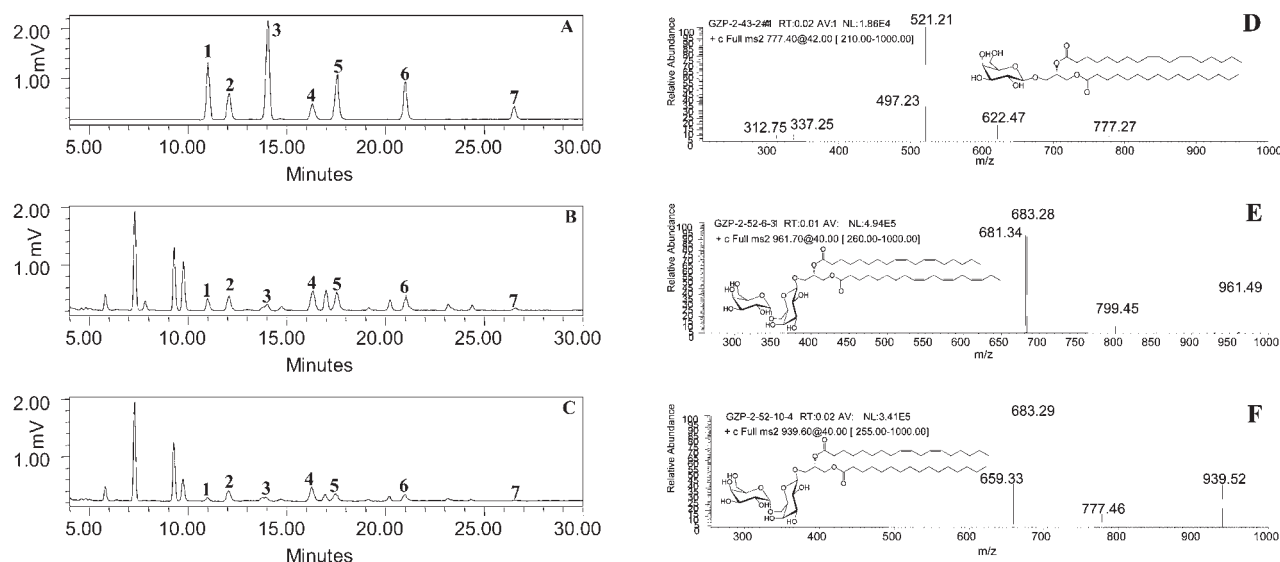 A
2.00
1.00
mV
1 2 3 4 5 6 7
5.00 10.00 15.00 20.00 25.00 30.00
Minutes
B
2.00
1.00
mV
1 2 3 4 5 6 7
5.00 10.00 15.00 20.00 25.00 30.00
Minutes
C
2.00
1.00
mV
1 2 3 4 5 6 7
5.00 10.00 15.00 20.00 25.00 30.00
Minutes
GZP-2-43-2#1 RT:0.02 AV:1 NL:1.86E4
+ c Full ms2 777.40@42.00 [ 210.00-1000.00]
D
521.21
497.23
312.75 337.25
622.47
777.27
Relative Abundance
300 400 500 600 700 800 900 1000
m/z
GZP-2-52-6-3 RT:0.01 AV: NL:4.94E5
+ c Full ms2 961.70@40.00 [ 260.00-1000.00]
E
683.28
681.34
961.49
799.45
Relative Abundance
300 350 400 450 500 550 600 650 700 750 800 850 900 950 1000
m/z
GZP-2-52-10-4 RT:0.02 AV: NL:3.41E5
+ c Full ms2 939.60@40.00 [ 255.00-1000.00]
F
683.29
659.33
939.52
777.46
Relative Abundance
300 400 500 600 700 800 900 1000
m/z